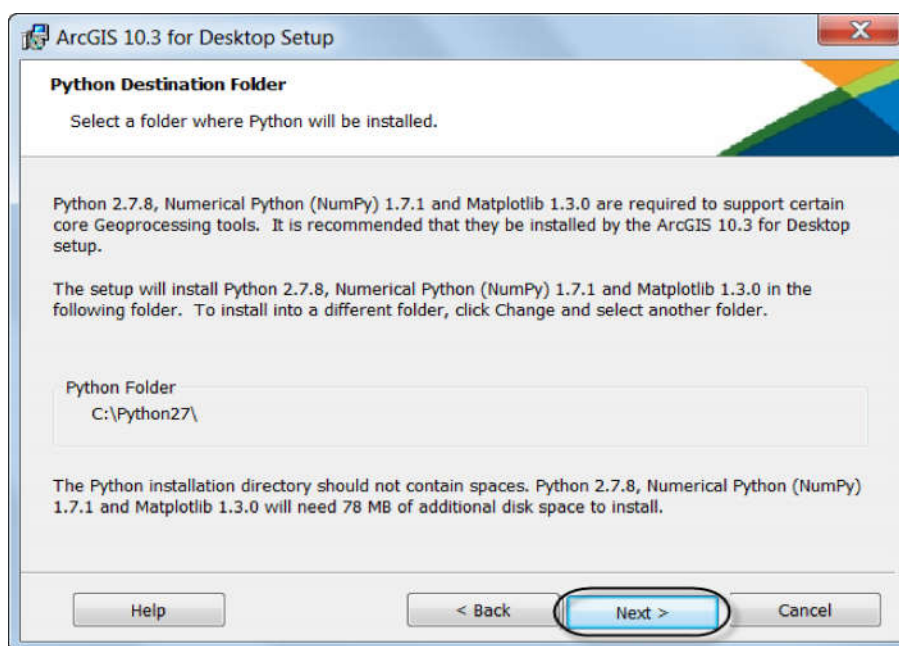 ArcGIS 10.3 for Desktop Setup
Python Destination Folder
Select a folder where Python will be installed.
Python 2.7.8, Numerical Python (NumPy) 1.7.1 and Matplotlib 1.3.0 are required to support certain
core Geoprocessing tools.  It is recommended that they be installed by the ArcGIS 10.3 for Desktop
setup.
The setup will install Python 2.7.8, Numerical Python (NumPy) 1.7.1 and Matplotlib 1.3.0 in the
following folder.  To install into a different folder, click Change and select another folder.
Python Folder
C:\Python27\
The Python installation directory should not contain spaces. Python 2.7.8, Numerical Python (NumPy)
1.7.1 and Matplotlib 1.3.0 will need 78 MB of additional disk space to install.
Help < Back Next > Cancel